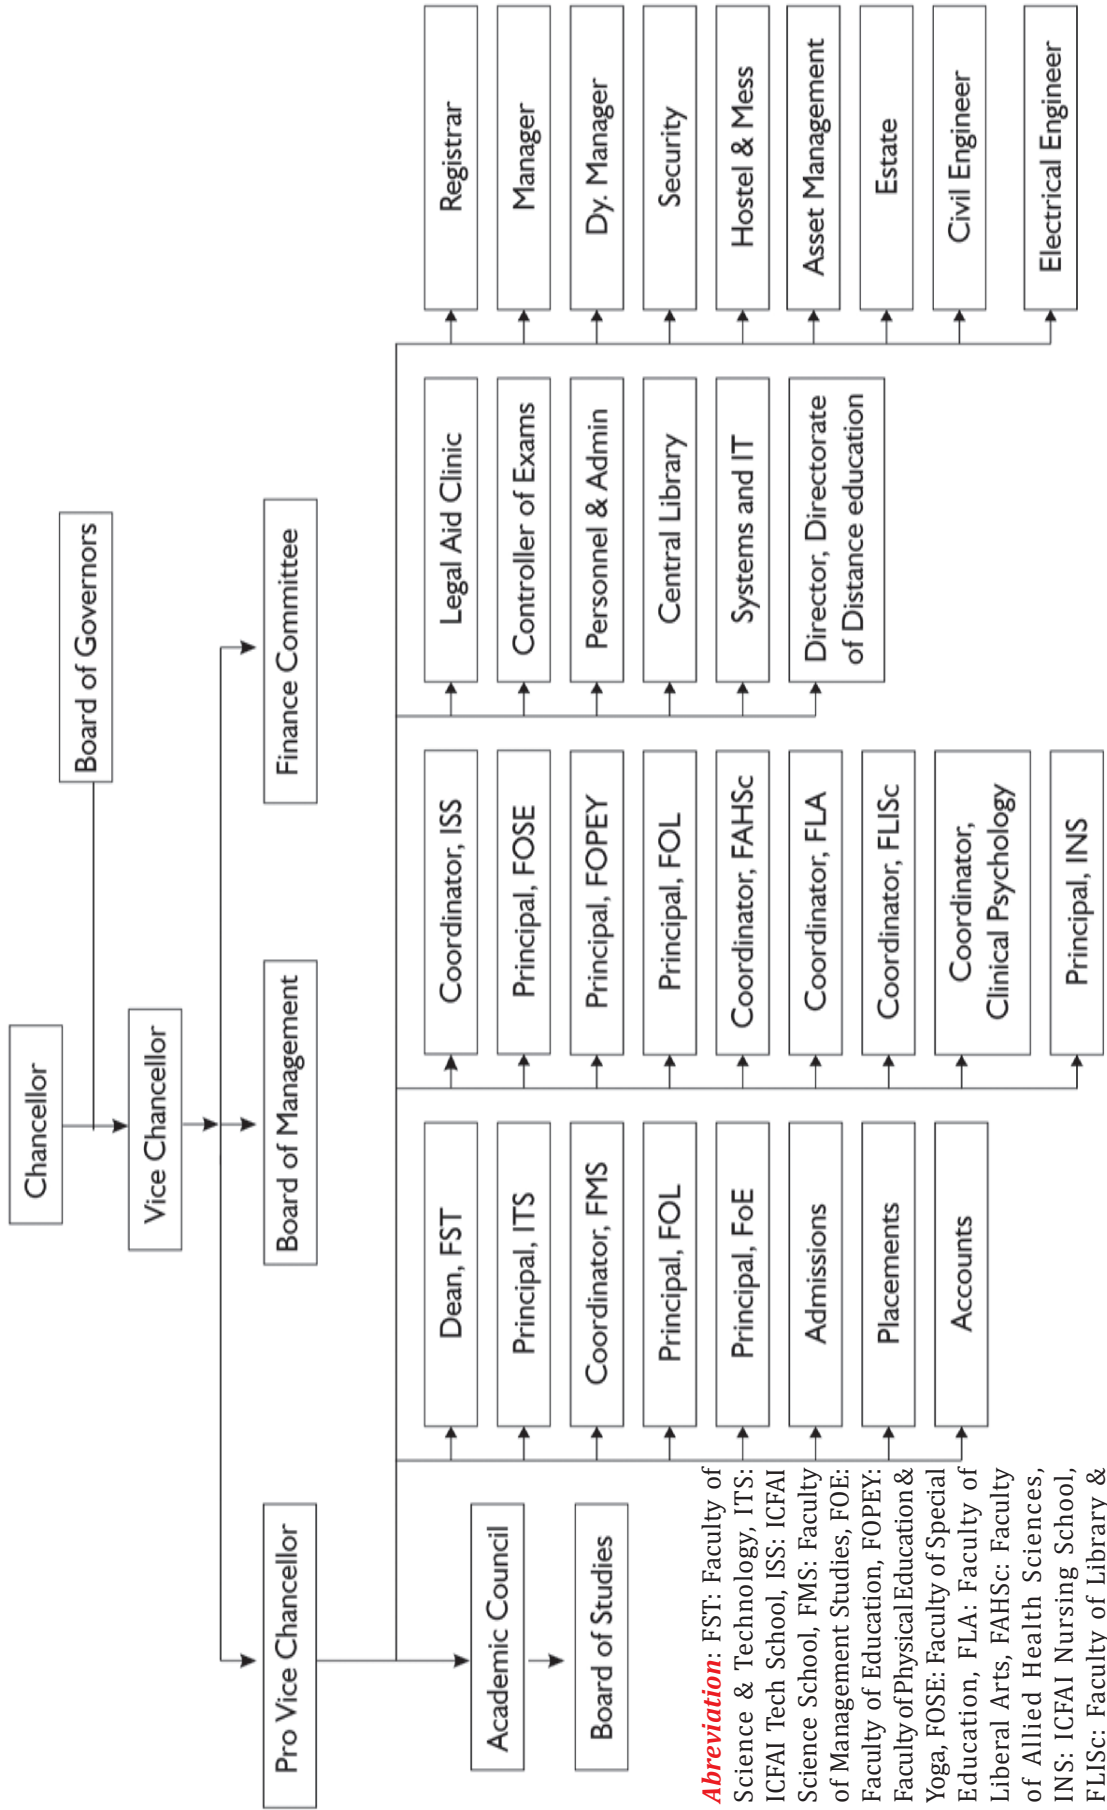 Chancellor
Board of Governors
Vice Chancellor
Pro Vice Chancellor
Board of Management
Finance Committee
Academic Council
Board of Studies
Dean, FST
Principal, ITS
Coordinator, FMS
Principal, FOL
Principal, FoE
Admissions
Placements
Accounts
Coordinator, ISS
Principal, FOSE
Principal, FOPEY
Principal, FOL
Coordinator, FAHSc
Coordinator, FLA
Coordinator, FLISc
Coordinator,
Clinical Psychology
Principal, INS
Legal Aid Clinic
Controller of Exams
Personnel & Admin
Central Library
Systems and IT
Director, Directorate
of Distance education
Registrar
Manager
Dy. Manager
Security
Hostel & Mess
Asset Management
Estate
Civil Engineer
Electrical Engineer
Abreviation: FST: Faculty of
Science & Technology, ITS:
ICFAI Tech School, ISS: ICFAI
Science School, FMS: Faculty
of Management Studies, FOE:
Faculty of Education, FOPEY:
Faculty of Physical Education &
Yoga, FOSE: Faculty of Special
Education, FLA: Faculty of
Liberal Arts, FAHSc: Faculty
of Allied Health Sciences,
INS: ICFAI Nursing School,
FLISc: Faculty of Library &